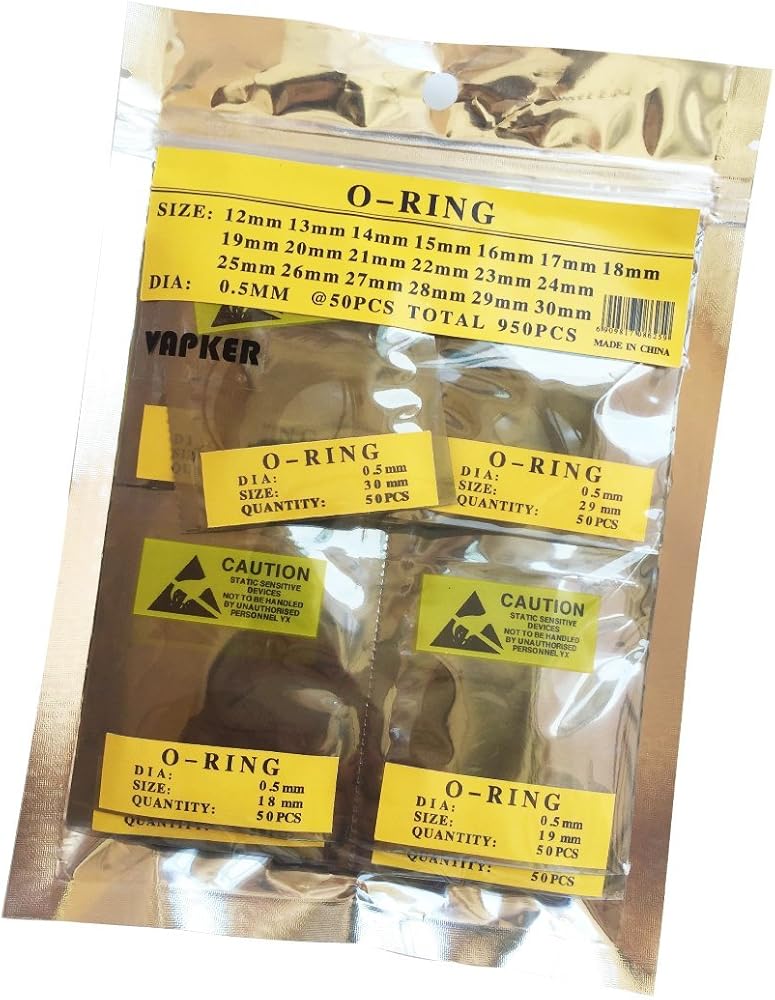 O-RING
SIZE: 12mm 13mm 14mm 15mm 16mm 17mm 18mm
19mm 20mm 21mm 22mm 23mm 24mm
25mm 26mm 27mm 28mm 29mm 30mm
DIA: 0.5MM @50PCS TOTAL 950PCS
6909817086259
MADE IN CHINA
VAPKER
O-RING
DIA: 0.5mm
SIZE: 30 mm
QUANTITY: 50PCS
O-RING
DIA: 0.5mm
SIZE: 29 mm
QUANTITY: 50PCS
CAUTION
STATIC SENSITIVE
DEVICES
NOT TO BE HANDLED
BY UNAUTHORISED
PERSONNEL YX
CAUTION
STATIC SENSITIVE
DEVICES
NOT TO BE HANDLED
BY UNAUTHORISED
PERSONNEL YX
O-RING
DIA: 0.5mm
SIZE: 18 mm
QUANTITY: 50PCS
QUANTITY:
O-RING
DIA: 0.5mm
SIZE: 19 mm
QUANTITY: 50PCS
50PCS